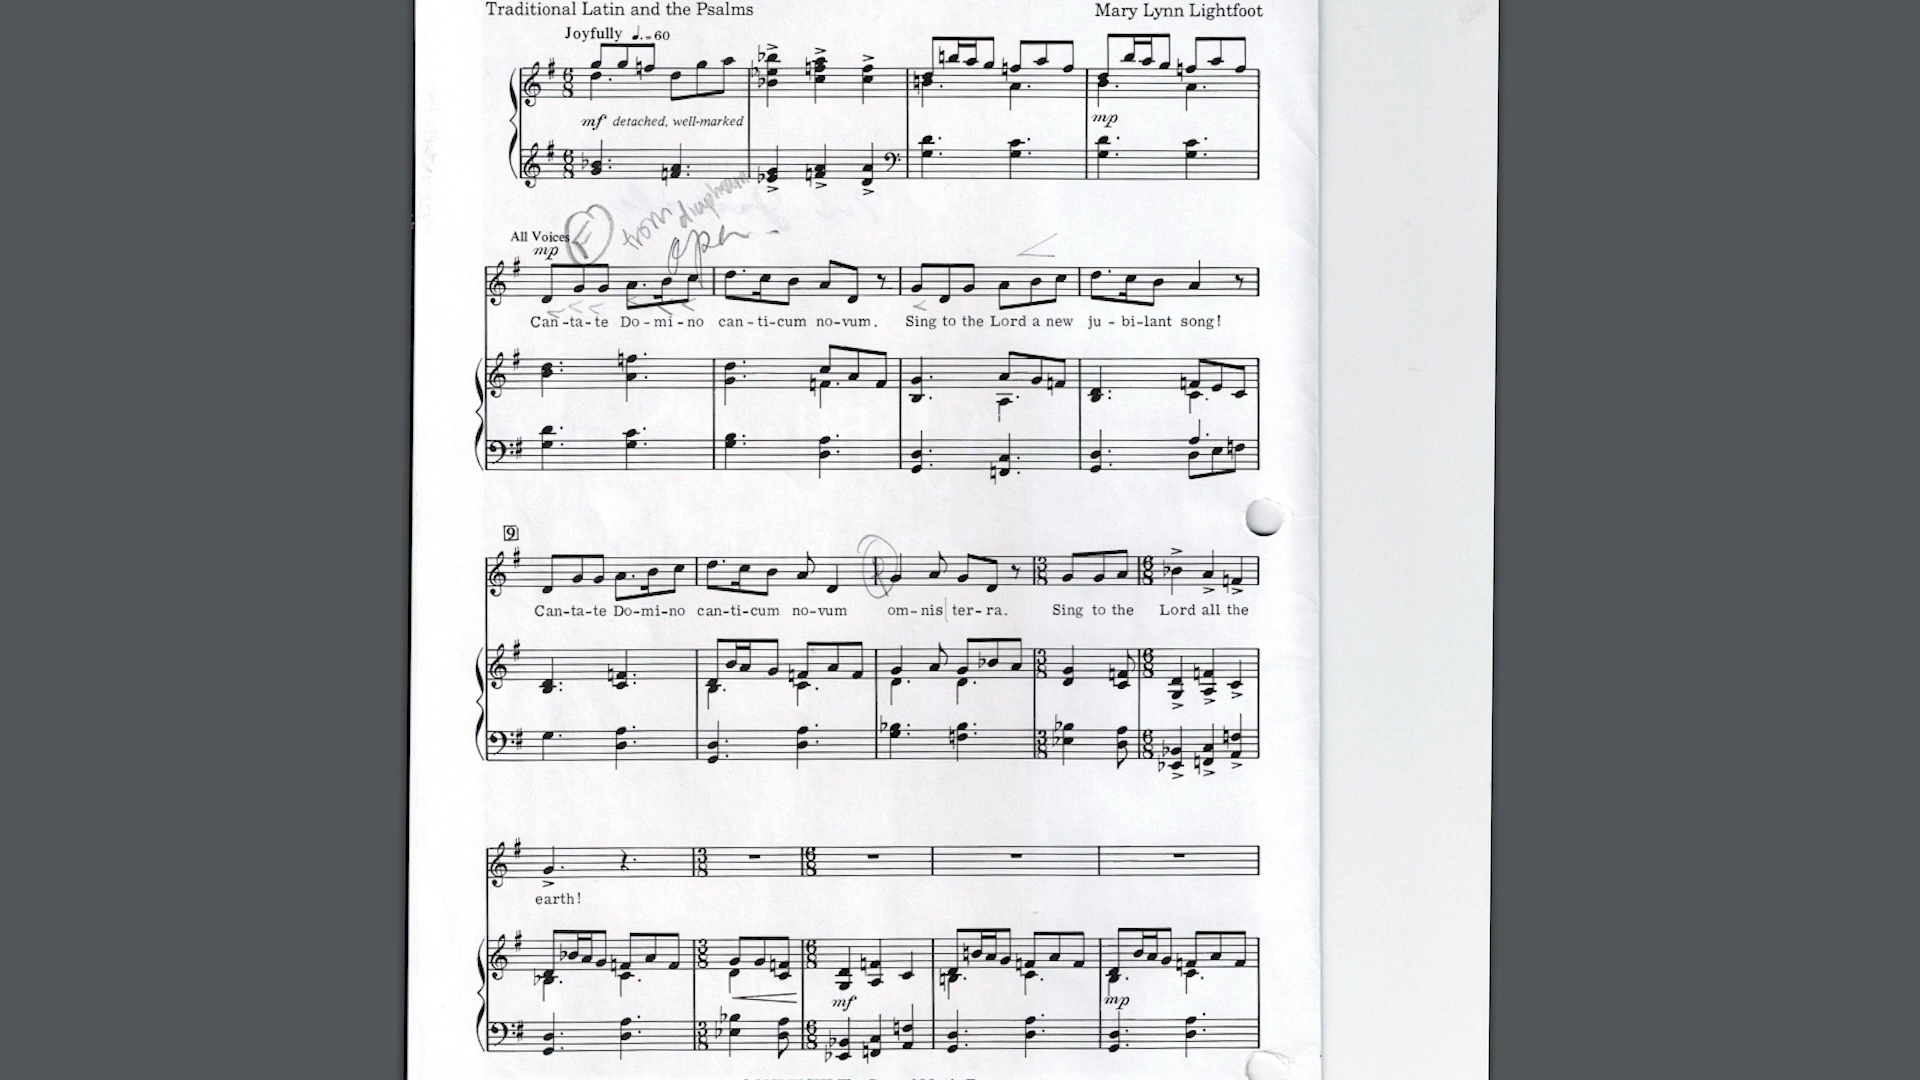 Traditional Latin and the Psalms Mary Lynn Lightfoot
Joyfully ♩. = 60
mf detached, well-marked
mp
from diaphram
open
All Voices
mp
Can-ta-te Do-mi-no can-ti-cum no-vum. Sing to the Lord a new ju-bi-lant song!
9
Can-ta-te Do-mi-no can-ti-cum no-vum om-nis ter-ra. Sing to the Lord all the
earth!
mf
mp